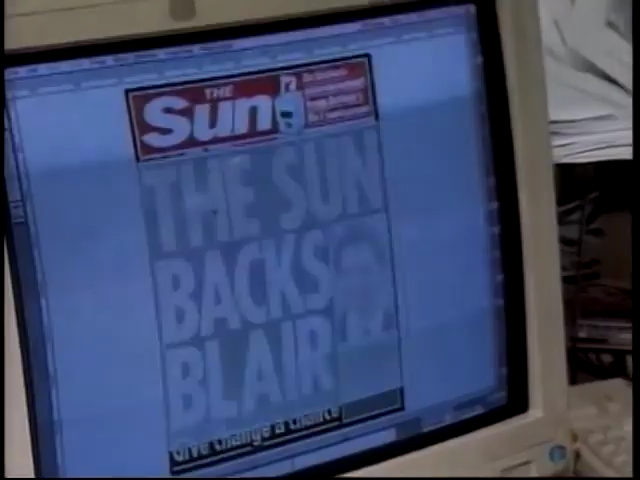 THE
Sun
THE SUN
BACKS
BLAIR
Give change a chance